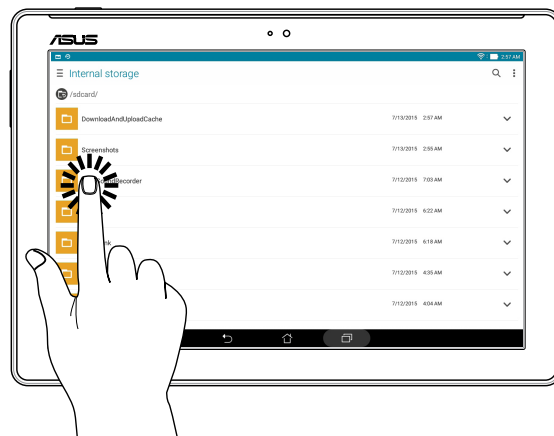 ASUS
2:57 AM
Internal storage
/sdcard/
DownloadAndUploadCache 7/13/2015 2:57 AM
Screenshots 7/13/2015 2:55 AM
7/12/2015 7:03 AM
7/12/2015 6:22 AM
7/12/2015 6:18 AM
7/12/2015 4:35 AM
7/12/2015 4:04 AM